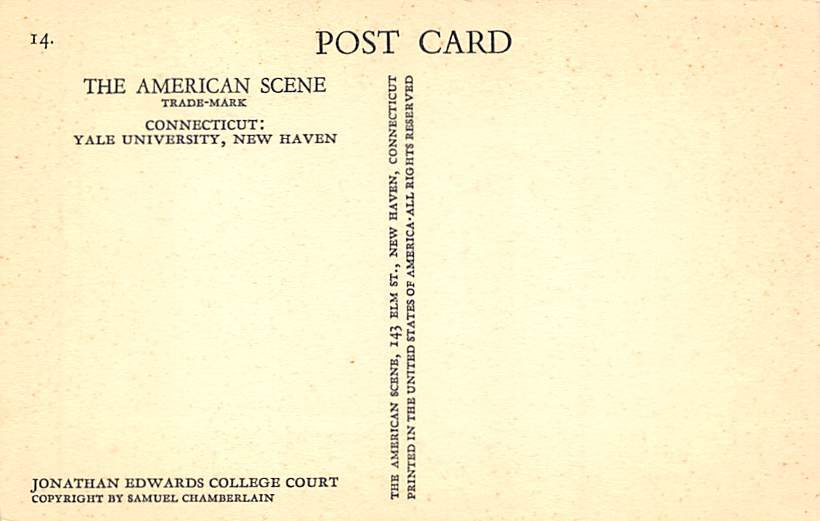 14.
POST CARD
THE AMERICAN SCENE
TRADE-MARK
CONNECTICUT:
YALE UNIVERSITY, NEW HAVEN
THE AMERICAN SCENE, 143 ELM ST., NEW HAVEN, CONNECTICUT
PRINTED IN THE UNITED STATES OF AMERICA·ALL RIGHTS RESERVED
JONATHAN EDWARDS COLLEGE COURT
COPYRIGHT BY SAMUEL CHAMBERLAIN